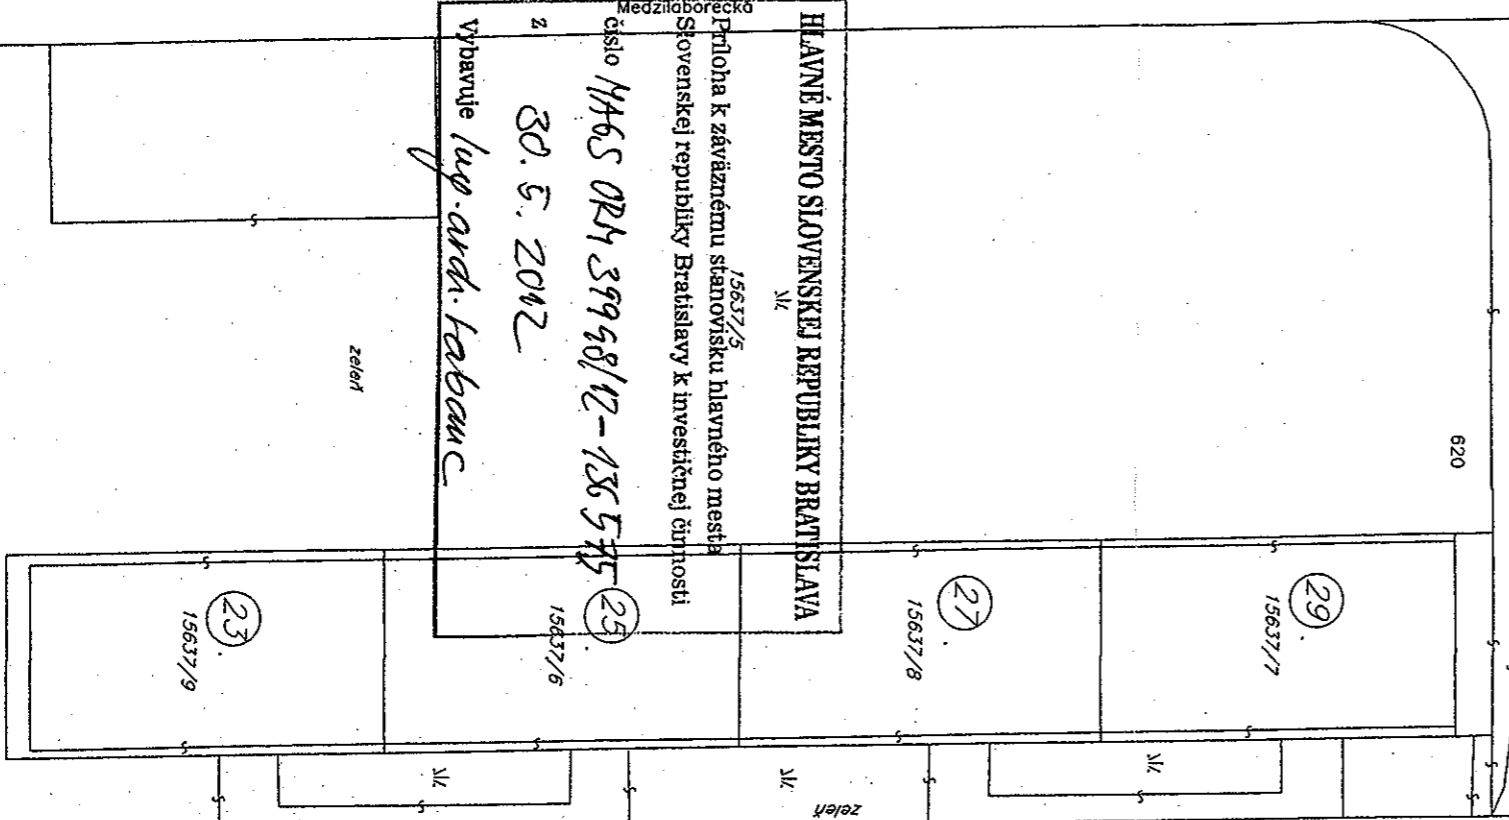 Medzilaborecká
HLAVNÉ MESTO SLOVENSKEJ REPUBLIKY BRATISLAVA
Príloha k záväznému stanovisku hlavného mesta
Slovenskej republiky Bratislavy k investičnej činnosti
číslo MAGS ORM 39998/12-136575
z 30. 5. 2012
Vybavuje Ing. arch. Labanc
15637/5
620
zeleň
29
15637/7
27
15637/8
25
15637/6
23
15637/9
zeleň